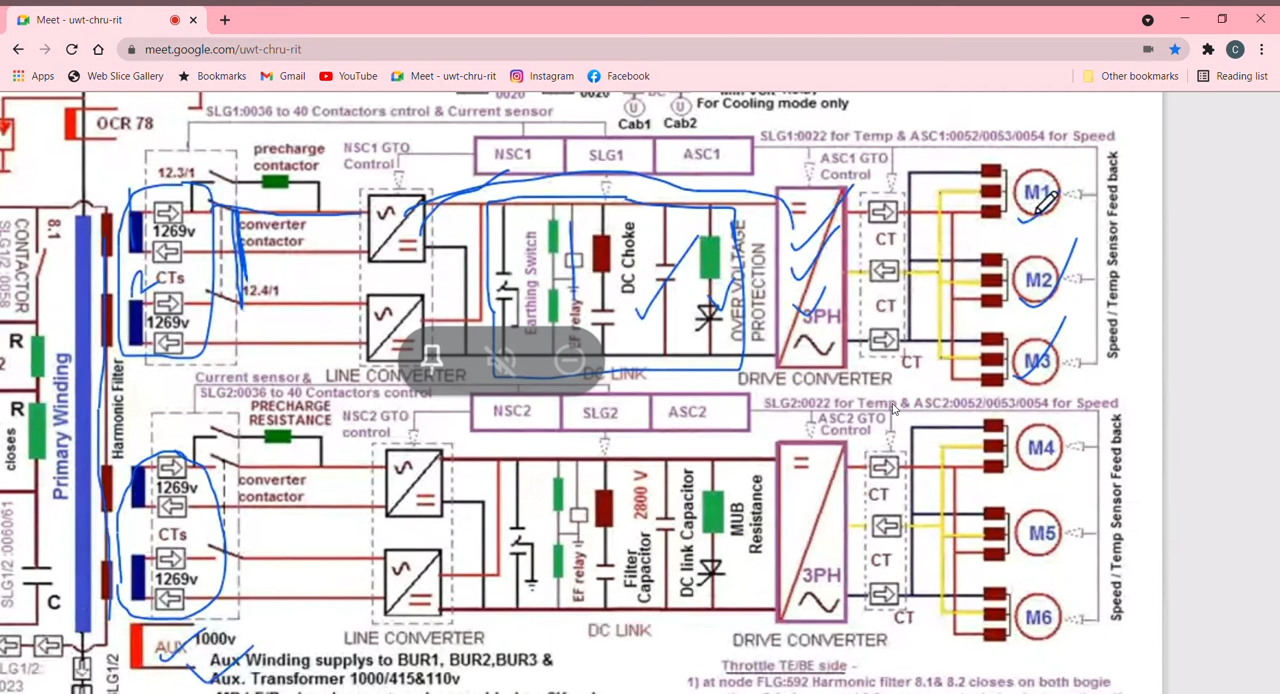 Meet - uwt-chru-rit
meet.google.com/uwt-chru-rit
C
Apps
Web Slice Gallery
Bookmarks
Gmail
YouTube
Meet - uwt-chru-rit
Instagram
Facebook
Other bookmarks
Reading list
0020
0020
For Cooling mode only
U
U
Cab1
Cab2
OCR 78
SLG1:0036 to 40 Contactors cntrol & Current sensor
SLG1:0022 for Temp & ASC1:0052/0053/0054 for Speed
precharge
contactor
NSC1 GTO
Control
NSC1
SLG1
ASC1
ASC1 GTO
Control
12.3/1
1269v
CTs
1269v
converter
contactor
12.4/1
8.1
CONTACTOR
SLG1/2 :0058
R
R
closes
SLG1/2 :0060/61
C
Primary Winding
Harmonic Filter
Earthing Switch
DC Choke
OVER VOLTAGE
PROTECTION
3PH
CT
CT
CT
M1
M2
M3
Speed / Temp Sensor Feed back
LINE CONVERTER
DC LINK
DRIVE CONVERTER
Current sensor &
SLG2:0036 to 40 Contactors control
SLG2:0022 for Temp & ASC2:0052/0053/0054 for Speed
PRECHARGE
RESISTANCE
NSC2 GTO
control
NSC2
SLG2
ASC2
ASC2 GTO
Control
1269v
CTs
1269v
converter
contactor
EF relay
Filter
Capacitor
2800 V
DC link Capacitor
MUB
Resistance
3PH
CT
CT
CT
M4
M5
M6
Speed / Temp Sensor Feed back
LINE CONVERTER
DC LINK
DRIVE CONVERTER
SLG1/2
AUX
1000v
Aux Winding supplys to BUR1, BUR2,BUR3 &
Aux. Transformer 1000/415&110v
Throttle TE/BE side -
1) at node FLG:592 Harmonic filter 8.1& 8.2 closes on both bogie